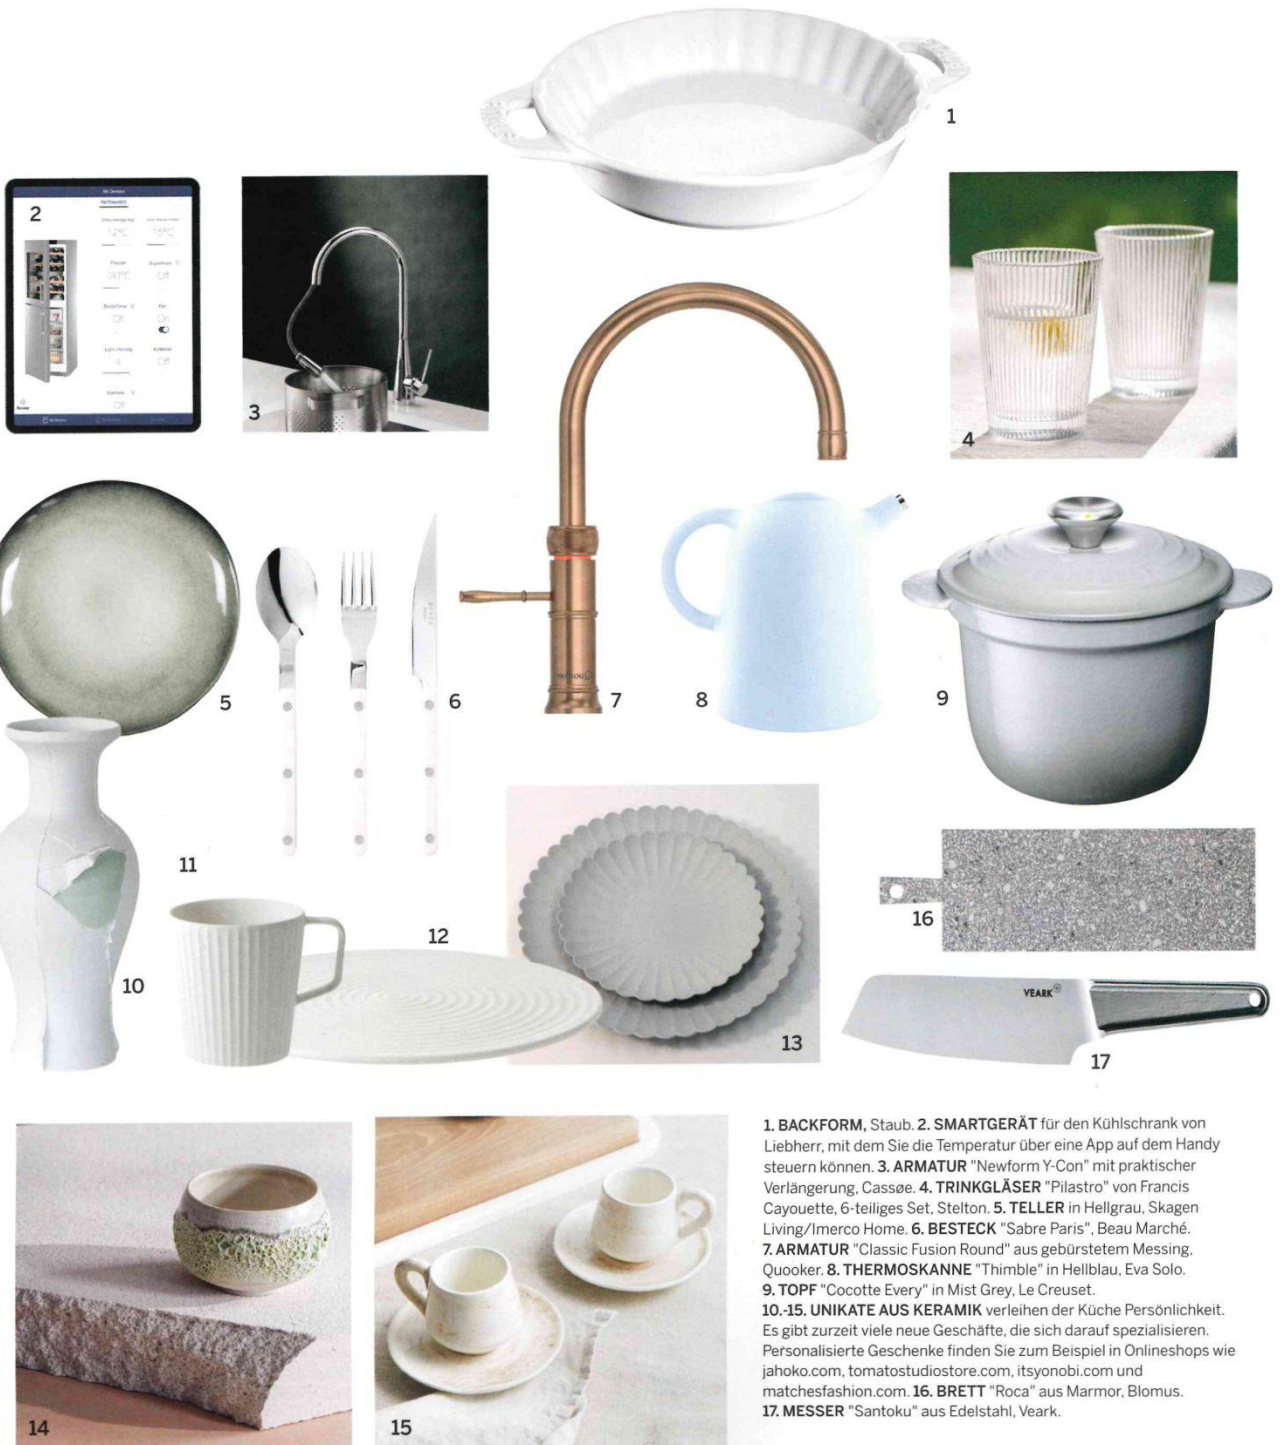 1
2
3
4
5
6
7
8
9
10
11
12
13
14
15
16
VEARK
17
1. BACKFORM, Staub. 2. SMARTGERÄT für den Kühlschrank von
Liebherr, mit dem Sie die Temperatur über eine App auf dem Handy
steuern können. 3. ARMATUR "Newform Y-Con" mit praktischer
Verlängerung, Cassøe. 4. TRINKGLÄSER "Pilastro" von Francis
Cayouette, 6-teiliges Set, Stelton. 5. TELLER in Hellgrau, Skagen
Living/Imerco Home. 6. BESTECK "Sabre Paris", Beau Marché.
7. ARMATUR "Classic Fusion Round" aus gebürstetem Messing,
Quooker. 8. THERMOSKANNE "Thimble" in Hellblau, Eva Solo.
9. TOPF "Cocotte Every" in Mist Grey, Le Creuset.
10.-15. UNIKATE AUS KERAMIK verleihen der Küche Persönlichkeit.
Es gibt zurzeit viele neue Geschäfte, die sich darauf spezialisieren.
Personalisierte Geschenke finden Sie zum Beispiel in Onlineshops wie
jahoko.com, tomatostudiostore.com, itsyonobi.com und
matchesfashion.com. 16. BRETT "Roca" aus Marmor, Blomus.
17. MESSER "Santoku" aus Edelstahl, Veark.